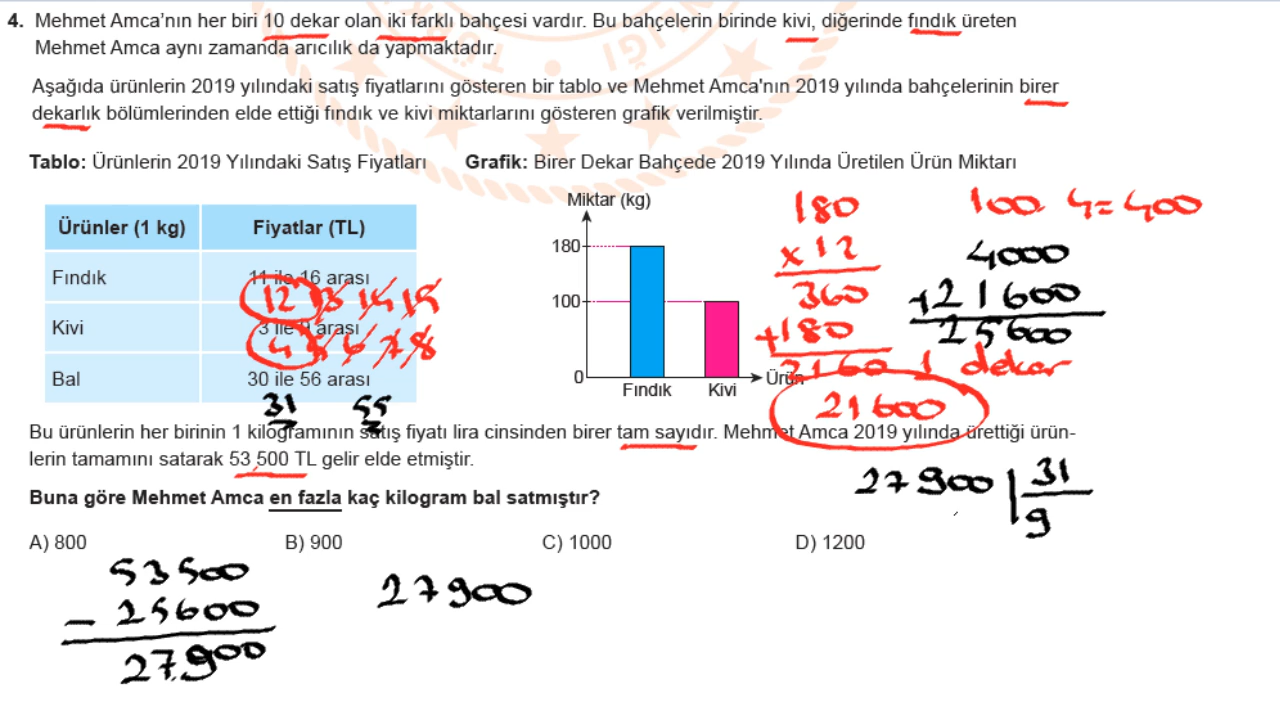 4. Mehmet Amca'nın her biri 10 dekar olan iki farklı bahçesi vardır. Bu bahçelerin birinde kivi, diğerinde fındık üreten
Mehmet Amca aynı zamanda arıcılık da yapmaktadır.
Aşağıda ürünlerin 2019 yılındaki satış fiyatlarını gösteren bir tablo ve Mehmet Amca'nın 2019 yılında bahçelerinin birer
dekarlık bölümlerinden elde ettiği fındık ve kivi miktarlarını gösteren grafik verilmiştir.
Tablo: Ürünlerin 2019 Yılındaki Satış Fiyatları
Ürünler (1 kg) Fiyatlar (TL)
Fındık 11 ile 16 arası
12 13 14 15
Kivi 3 ile 9 arası
4 5 6 7 8
Bal 30 ile 56 arası
31 55
Grafik: Birer Dekar Bahçede 2019 Yılında Üretilen Ürün Miktarı
Miktar (kg)
180
100
0
Fındık Kivi Ürün
180
x 12
360
+180
2160 1 dekar
21600
100. 4=400
4000
+21600
25600
Bu ürünlerin her birinin 1 kilogramının satış fiyatı lira cinsinden birer tam sayıdır. Mehmet Amca 2019 yılında ürettiği ürün-
lerin tamamını satarak 53 500 TL gelir elde etmiştir.
27900 31
9
Buna göre Mehmet Amca en fazla kaç kilogram bal satmıştır?
A) 800 B) 900 C) 1000 D) 1200
53500
- 25600
27900
27900